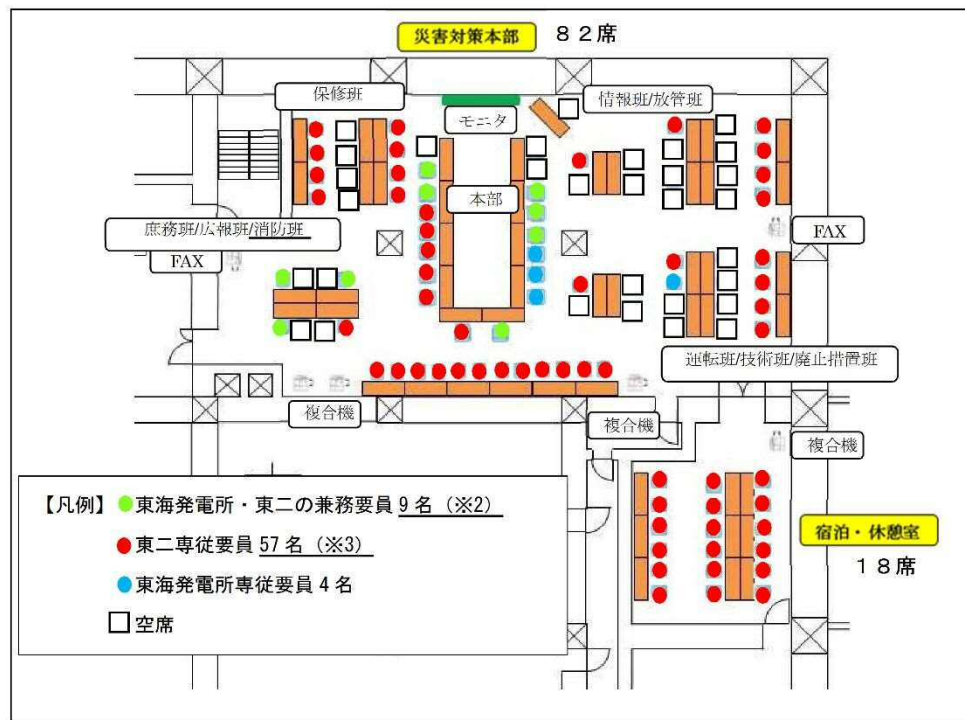 災害対策本部 82席
保修班
情報班/放管班
モニタ
本部
庶務班/広報班/消防班
FAX
FAX
運転班/技術班/廃止措置班
複合機
複合機
複合機
【凡例】 東海発電所・東二の兼務要員 9名（※2）
東二専従要員 57名（※3）
東海発電所専従要員 4名
空席
宿泊・休憩室
18席